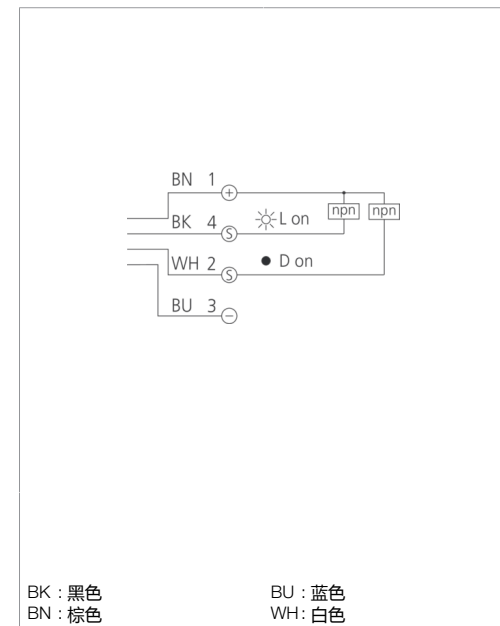 BN 1 +
npn npn
BK 4 S L on
WH 2 S D on
BU 3 −
BK : 黑色 BU : 蓝色
BN : 棕色 WH : 白色